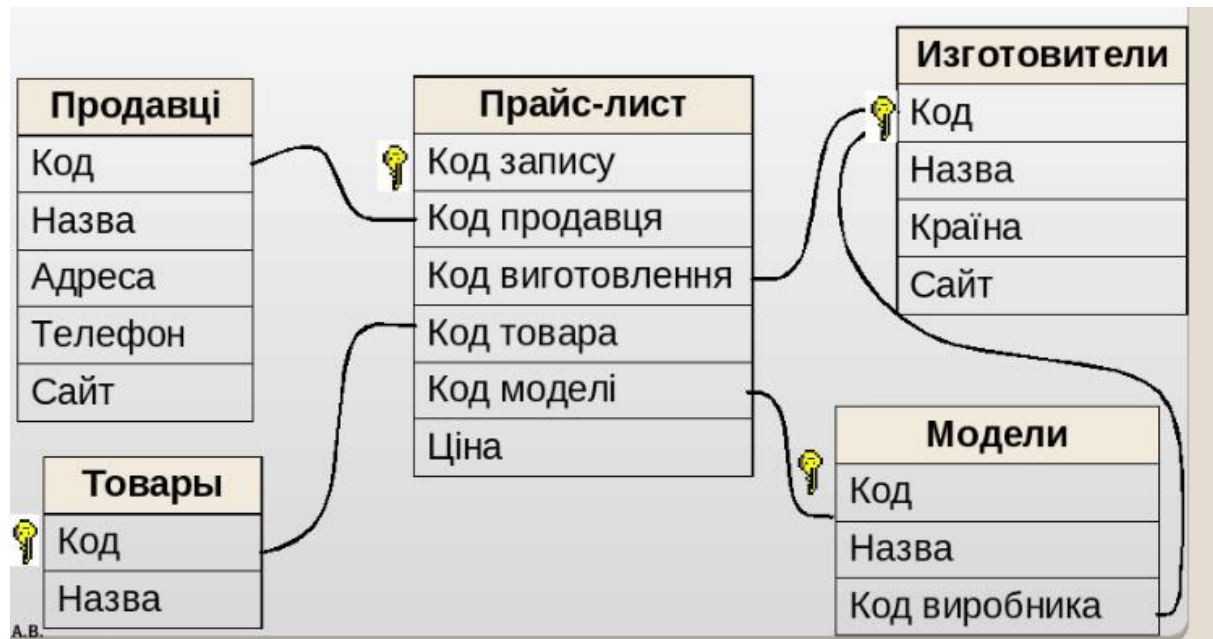 Продавці
Код
Назва
Адреса
Телефон
Сайт
Прайс-лист
Код запису
Код продавця
Код виготовлення
Код товара
Код моделі
Ціна
Изготовители
Код
Назва
Країна
Сайт
Товары
Код
Назва
Модели
Код
Назва
Код виробника
А.В.